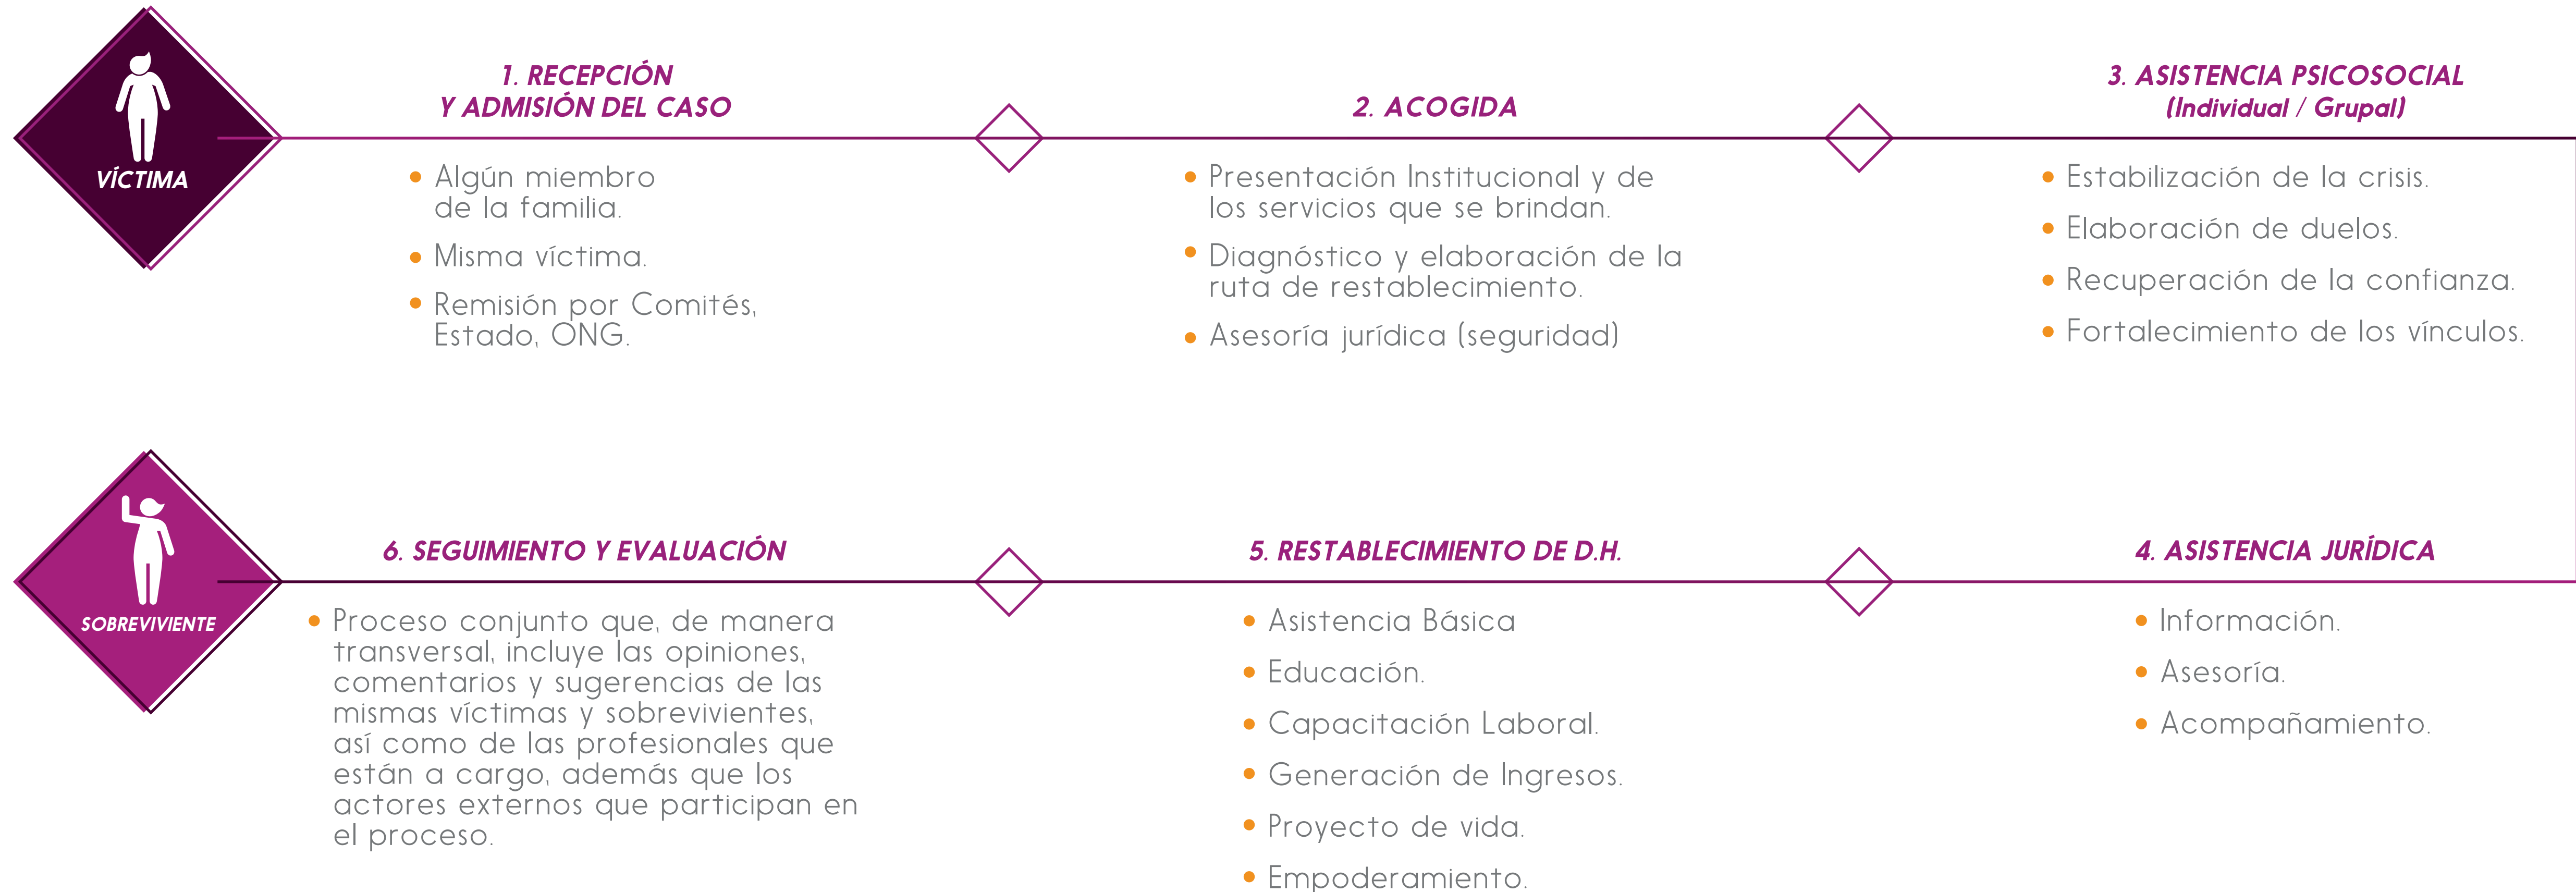 VÍCTIMA
1. RECEPCIÓN
Y ADMISIÓN DEL CASO
Algún miembro
de la familia.
Misma víctima.
Remisión por Comités,
Estado, ONG.
2. ACOGIDA
Presentación Institucional y de
los servicios que se brindan.
Diagnóstico y elaboración de la
ruta de restablecimiento.
Asesoría jurídica (seguridad)
3. ASISTENCIA PSICOSOCIAL
(Individual / Grupal)
Estabilización de la crisis.
Elaboración de duelos.
Recuperación de la confianza.
Fortalecimiento de los vínculos.
4. ASISTENCIA JURÍDICA
Información.
Asesoría.
Acompañamiento.
5. RESTABLECIMIENTO DE D.H.
Asistencia Básica
Educación.
Capacitación Laboral.
Generación de Ingresos.
Proyecto de vida.
Empoderamiento.
6. SEGUIMIENTO Y EVALUACIÓN
Proceso conjunto que, de manera
transversal, incluye las opiniones,
comentarios y sugerencias de las
mismas víctimas y sobrevivientes,
así como de las profesionales que
están a cargo, además que los
actores externos que participan en
el proceso.
SOBREVIVIENTE